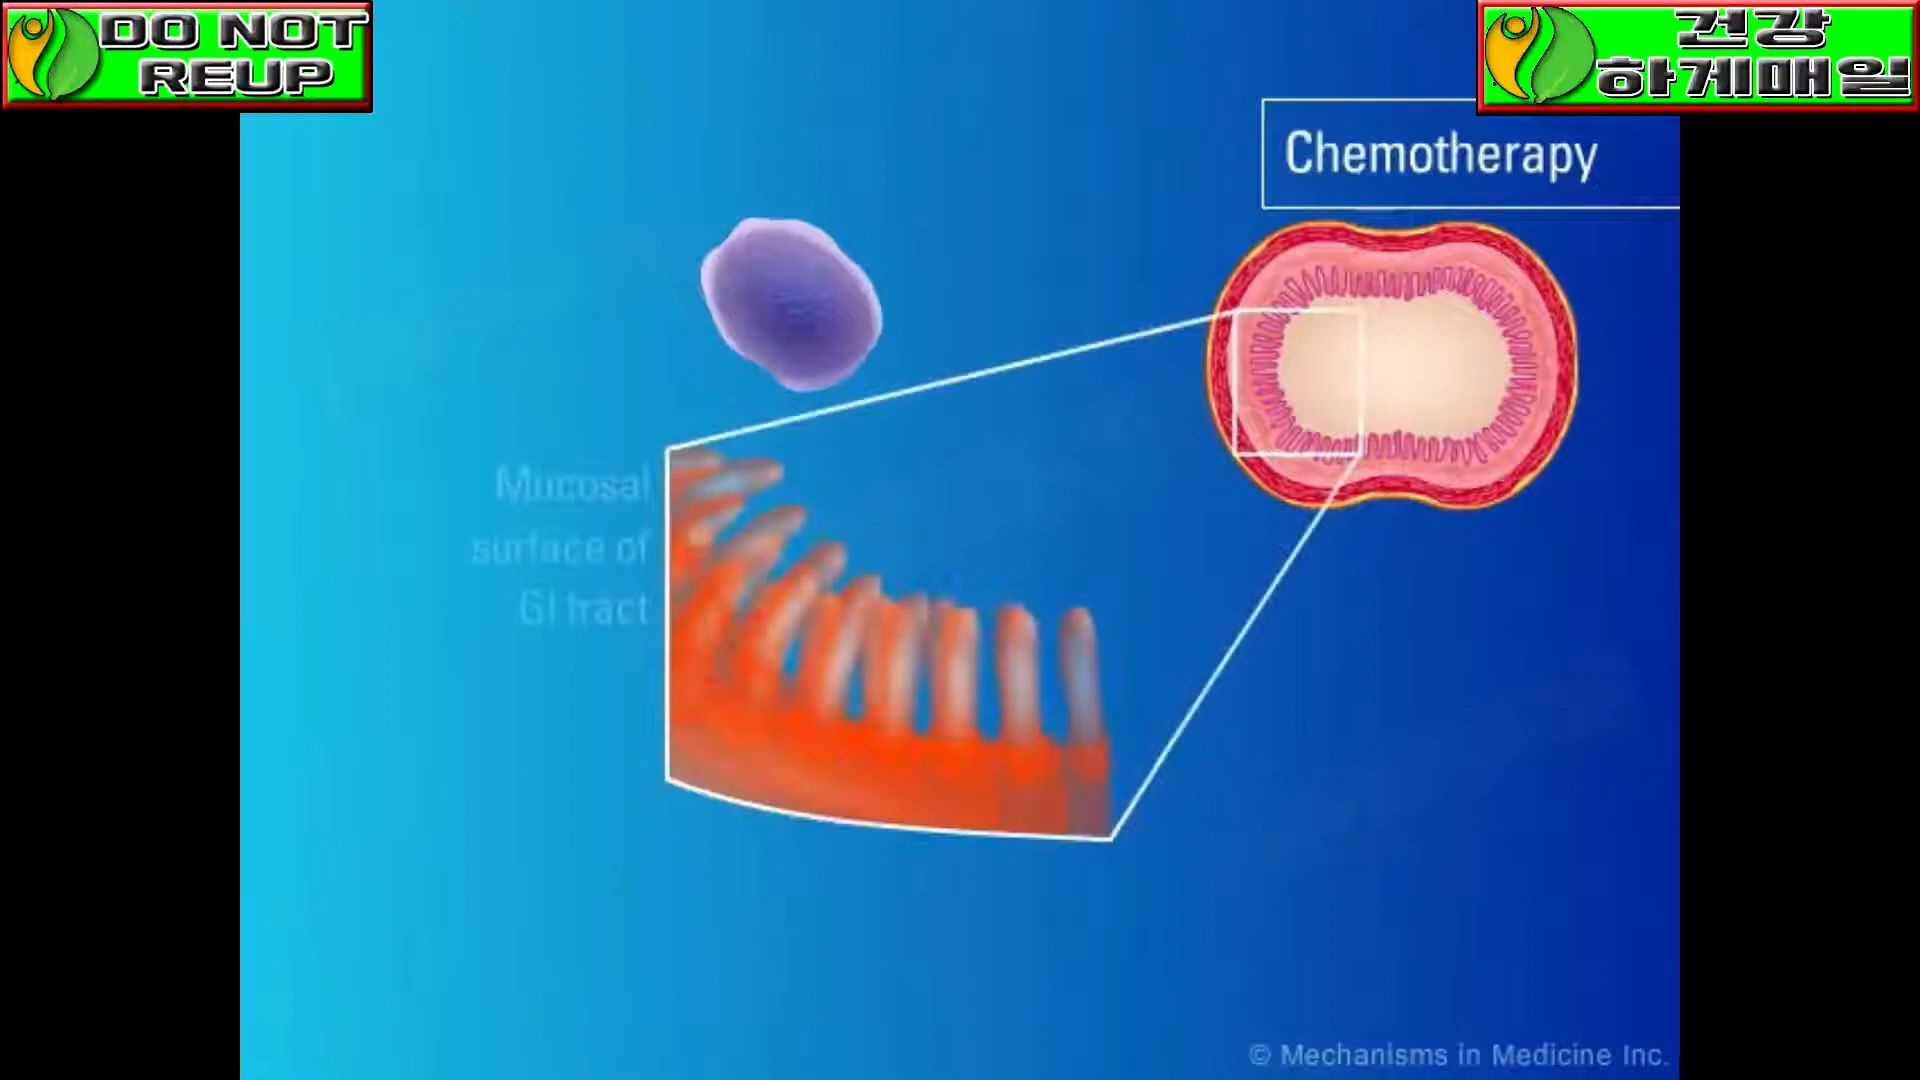 DO NOT
REUP
건강
하게매일
Chemotherapy
Mucosal
surface of
GI tract
© Mechanisms in Medicine Inc.